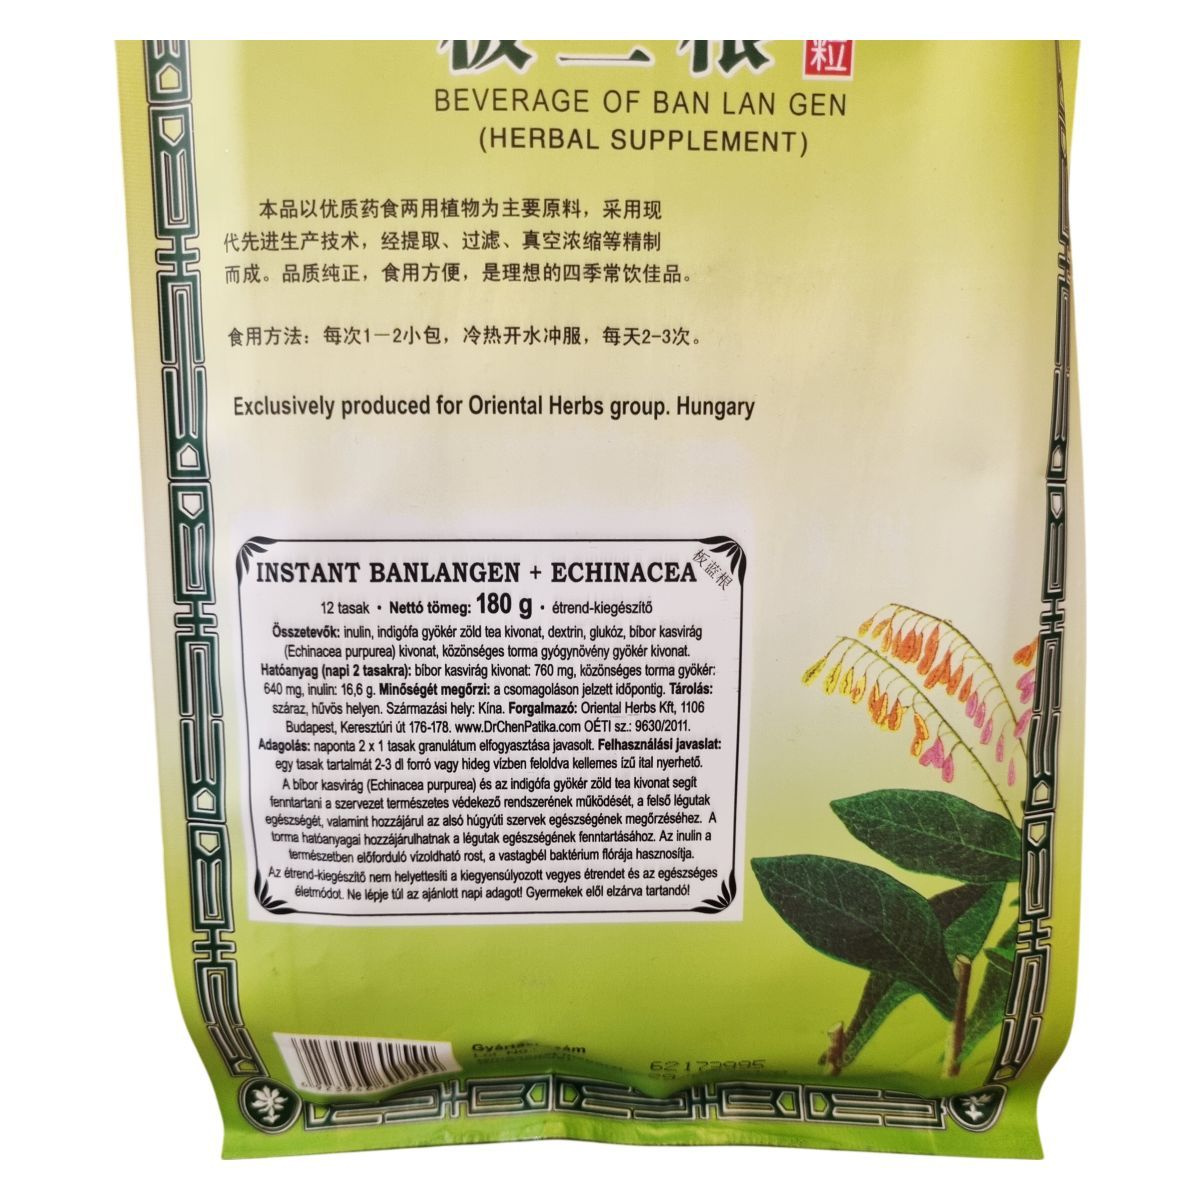 板兰根
粒
BEVERAGE OF BAN LAN GEN
(HERBAL SUPPLEMENT)
本品以优质药食两用植物为主要原料，采用现
代先进生产技术，经提取、过滤、真空浓缩等精制
而成。品质纯正，食用方便，是理想的四季常饮佳品。
食用方法：每次1—2小包，冷热开水冲服，每天2-3次。
Exclusively produced for Oriental Herbs group. Hungary
板蓝根
INSTANT BANLANGEN + ECHINACEA
12 tasak • Nettó tömeg: 180 g • étrend-kiegészítő
Összetevők: inulin, indigófa gyökér zöld tea kivonat, dextrin, glukóz, bíbor kasvirág
(Echinacea purpurea) kivonat, közönséges torma gyógynövény gyökér kivonat.
Hatóanyag (napi 2 tasakra): bíbor kasvirág kivonat: 760 mg, közönséges torma gyökér:
640 mg, inulin: 16,6 g. Minőségét megőrzi: a csomagoláson jelzett időpontig. Tárolás:
száraz, hűvös helyen. Származási hely: Kína. Forgalmazó: Oriental Herbs Kft, 1106
Budapest, Keresztúri út 176-178. www.DrChenPatika.com OÉTI sz.: 9630/2011.
Adagolás: naponta 2 x 1 tasak granulátum elfogyasztása javasolt. Felhasználási javaslat:
egy tasak tartalmát 2-3 dl forró vagy hideg vízben feloldva kellemes ízű ital nyerhető.
A bíbor kasvirág (Echinacea purpurea) és az indigófa gyökér zöld tea kivonat segít
fenntartani a szervezet természetes védekező rendszerének működését, a felső légutak
egészségét, valamint hozzájárul az alsó húgyúti szervek egészségének megőrzéséhez. A
torma hatóanyagai hozzájárulhatnak a légutak egészségének fenntartásához. Az inulin a
természetben előforduló vízoldható rost, a vastagbél baktérium flórája hasznosítja.
Az étrend-kiegészítő nem helyettesíti a kiegyensúlyozott vegyes étrendet és az egészséges
életmódot. Ne lépje túl az ajánlott napi adagot! Gyermekek elől elzárva tartandó!
62173995